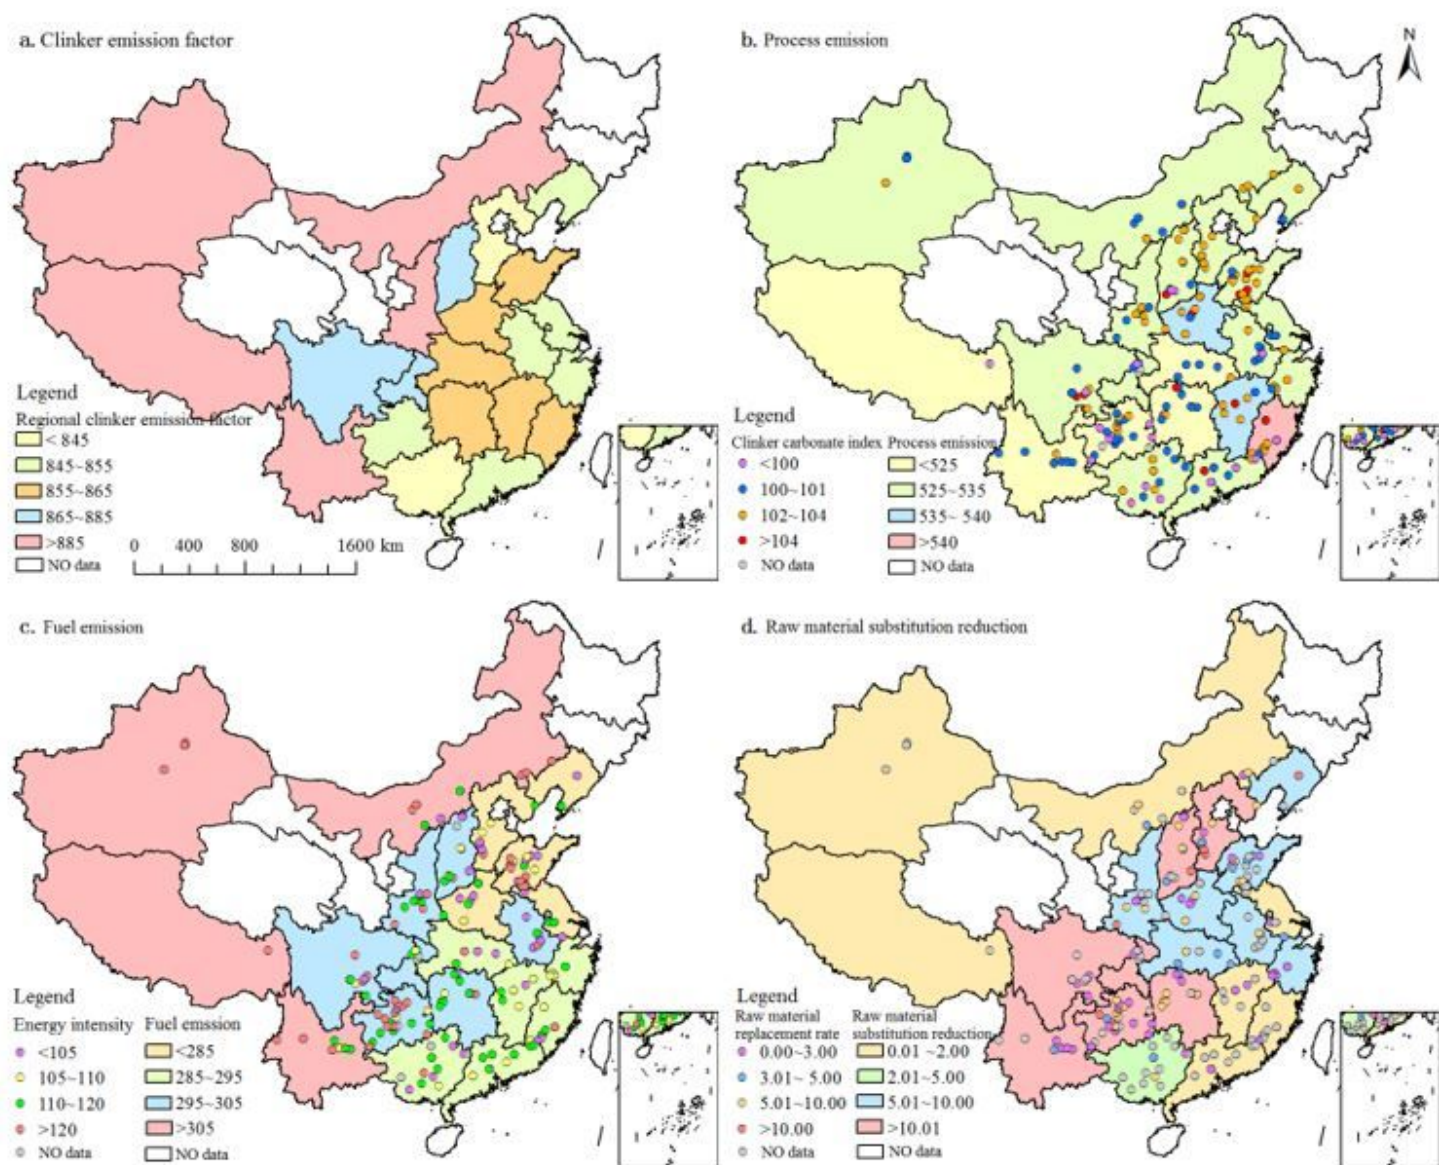 a. Clinker emission factor
Legend
Regional clinker emission factor
< 845
845~855
855~865
865~885
>885
NO data
0 400 800 1600 km
b. Process emission
N
Legend
Clinker carbonate index Process emission
<100 <525
100~101 525~535
102~104 535~ 540
>104 >540
NO data NO data
c. Fuel emission
Legend
Energy intensity Fuel emssion
<105 <285
105~110 285~295
110~120 295~305
>120 >305
NO data NO data
d. Raw material substitution reduction
Legend
Raw material Raw material
replacement rate substitution reduction
0.00~3.00 0.01 ~2.00
3.01~ 5.00 2.01~5.00
5.01~10.00 5.01~10.00
>10.00 >10.01
NO data NO data